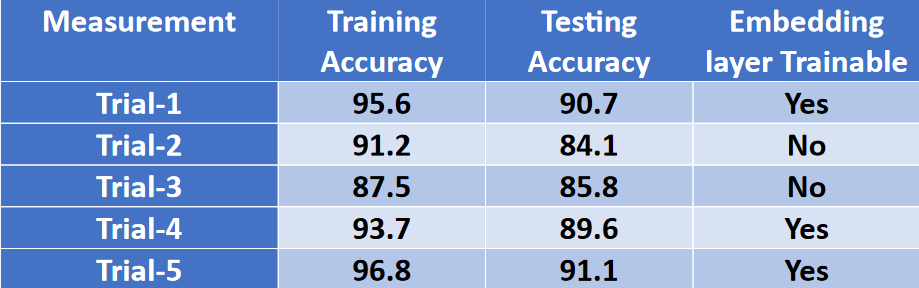 Measurement Training Accuracy Testing Accuracy Embedding layer Trainable
Trial-1 95.6 90.7 Yes
Trial-2 91.2 84.1 No
Trial-3 87.5 85.8 No
Trial-4 93.7 89.6 Yes
Trial-5 96.8 91.1 Yes